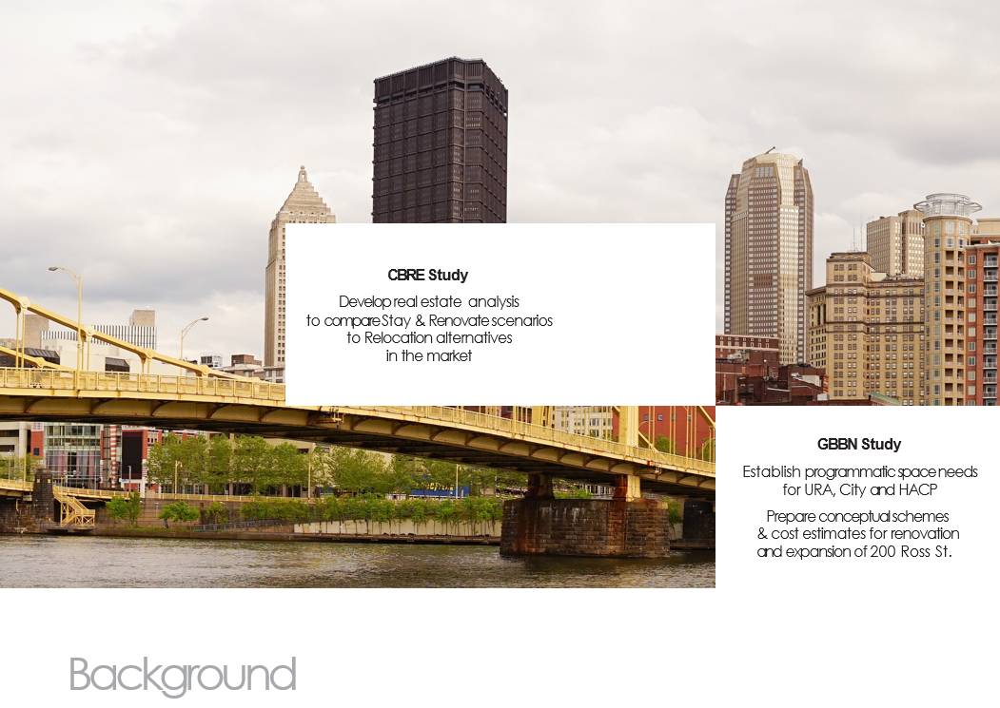 CBRE Study
Develop real estate analysis
to compare Stay & Renovate scenarios
to Relocation alternatives
in the market
GBBN Study
Establish programmatic space needs
for URA, City and HACP
Prepare conceptual schemes
& cost estimates for renovation
and expansion of 200 Ross St.
Background